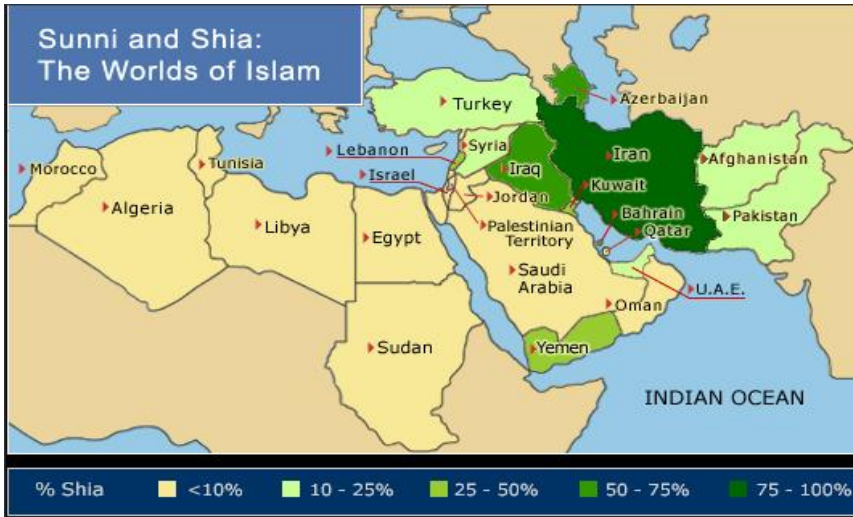 Sunni and Shia:
The Worlds of Islam
Turkey
Azerbaijan
Lebanon
Syria
Morocco
Tunisia
Israel
Iraq
Iran
Afghanistan
Kuwait
Algeria
Jordan
Bahrain
Pakistan
Libya
Egypt
Palestinian
Territory
Qatar
Saudi
Arabia
U.A.E.
Oman
Sudan
Yemen
INDIAN OCEAN
% Shia <10% 10 - 25% 25 - 50% 50 - 75% 75 - 100%